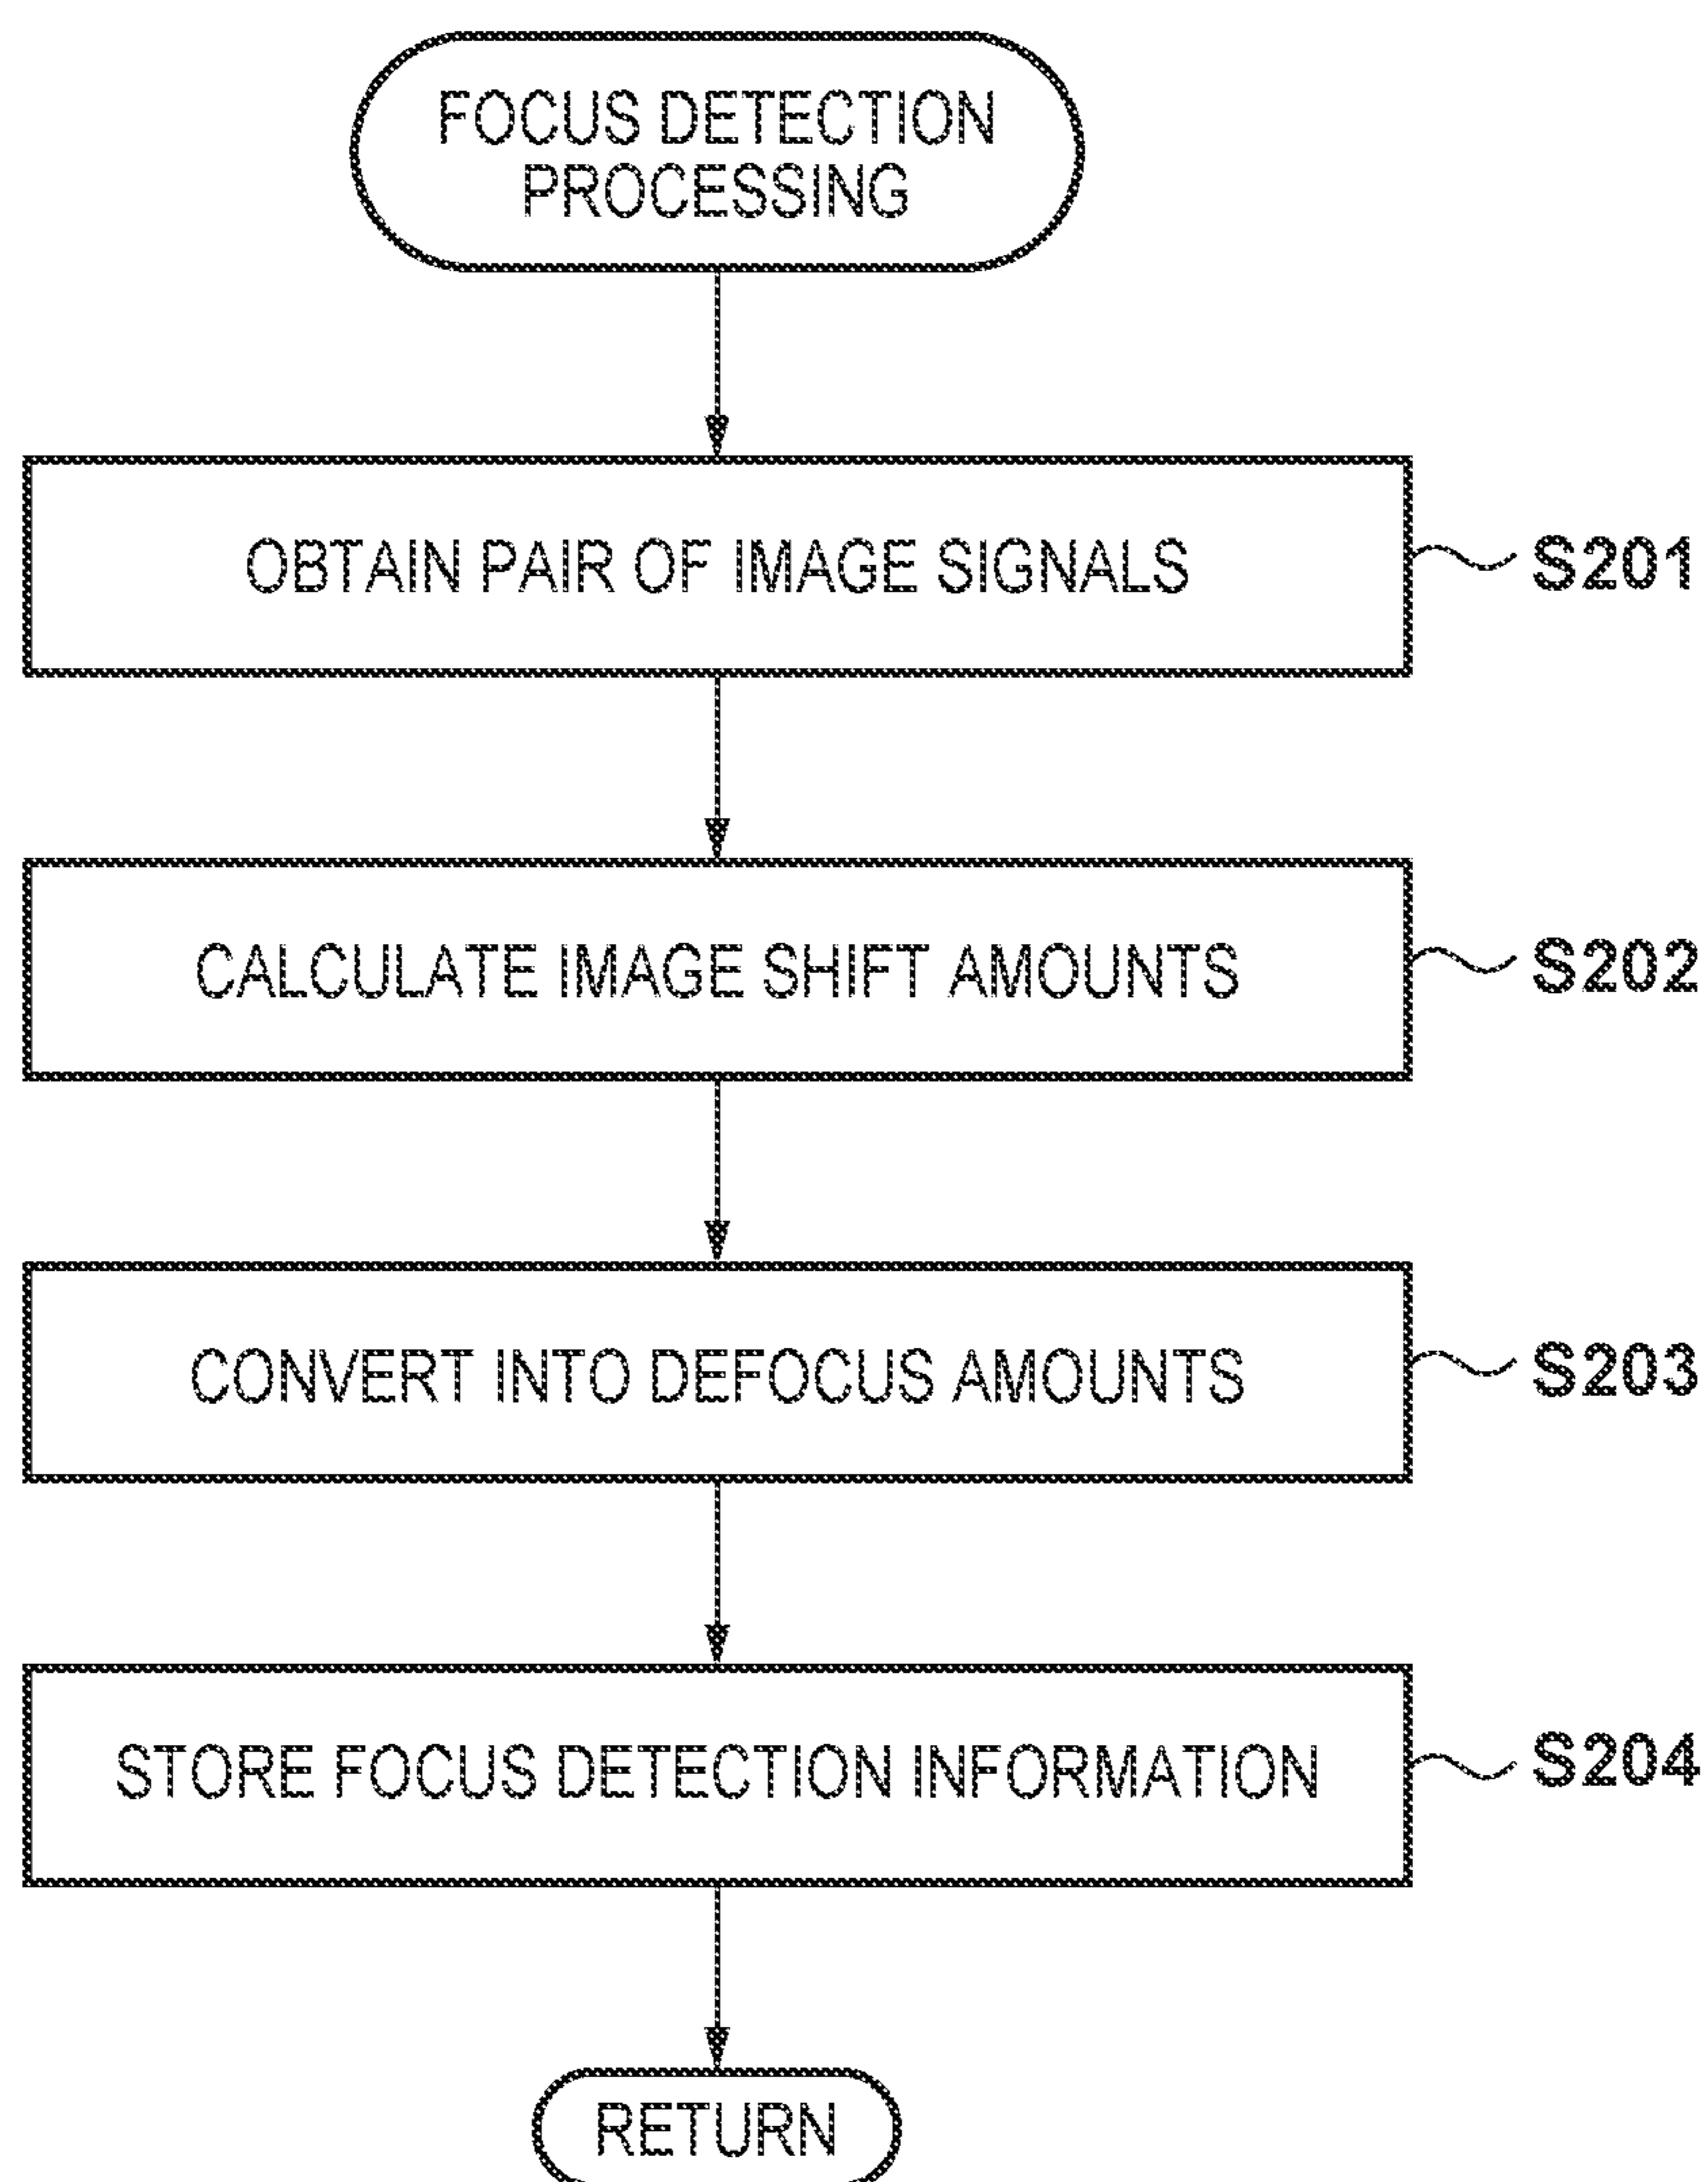 FOCUS DETECTION
PROCESSING
OBTAIN PAIR OF IMAGE SIGNALS
S201
CALCULATE IMAGE SHIFT AMOUNTS
S202
CONVERT INTO DEFOCUS AMOUNTS
S203
STORE FOCUS DETECTION INFORMATION
S204
RETURN